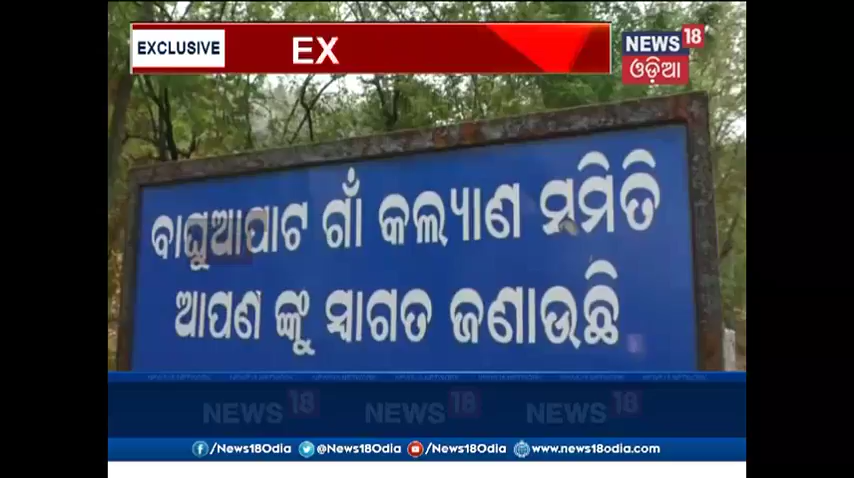 EXCLUSIVE
EX
NEWS 18
ଓଡ଼ିଆ
ବାଘୁଆପାଟ ଗାଁ କଲ୍ୟାଣ ସମିତି
ଆପଣ ଙ୍କୁ ସ୍ୱାଗତ ଜଣାଉଛି
NEWS 18 NEWS 18 NEWS 18
/News18Odia @News18Odia /News18Odia www.news18odia.com